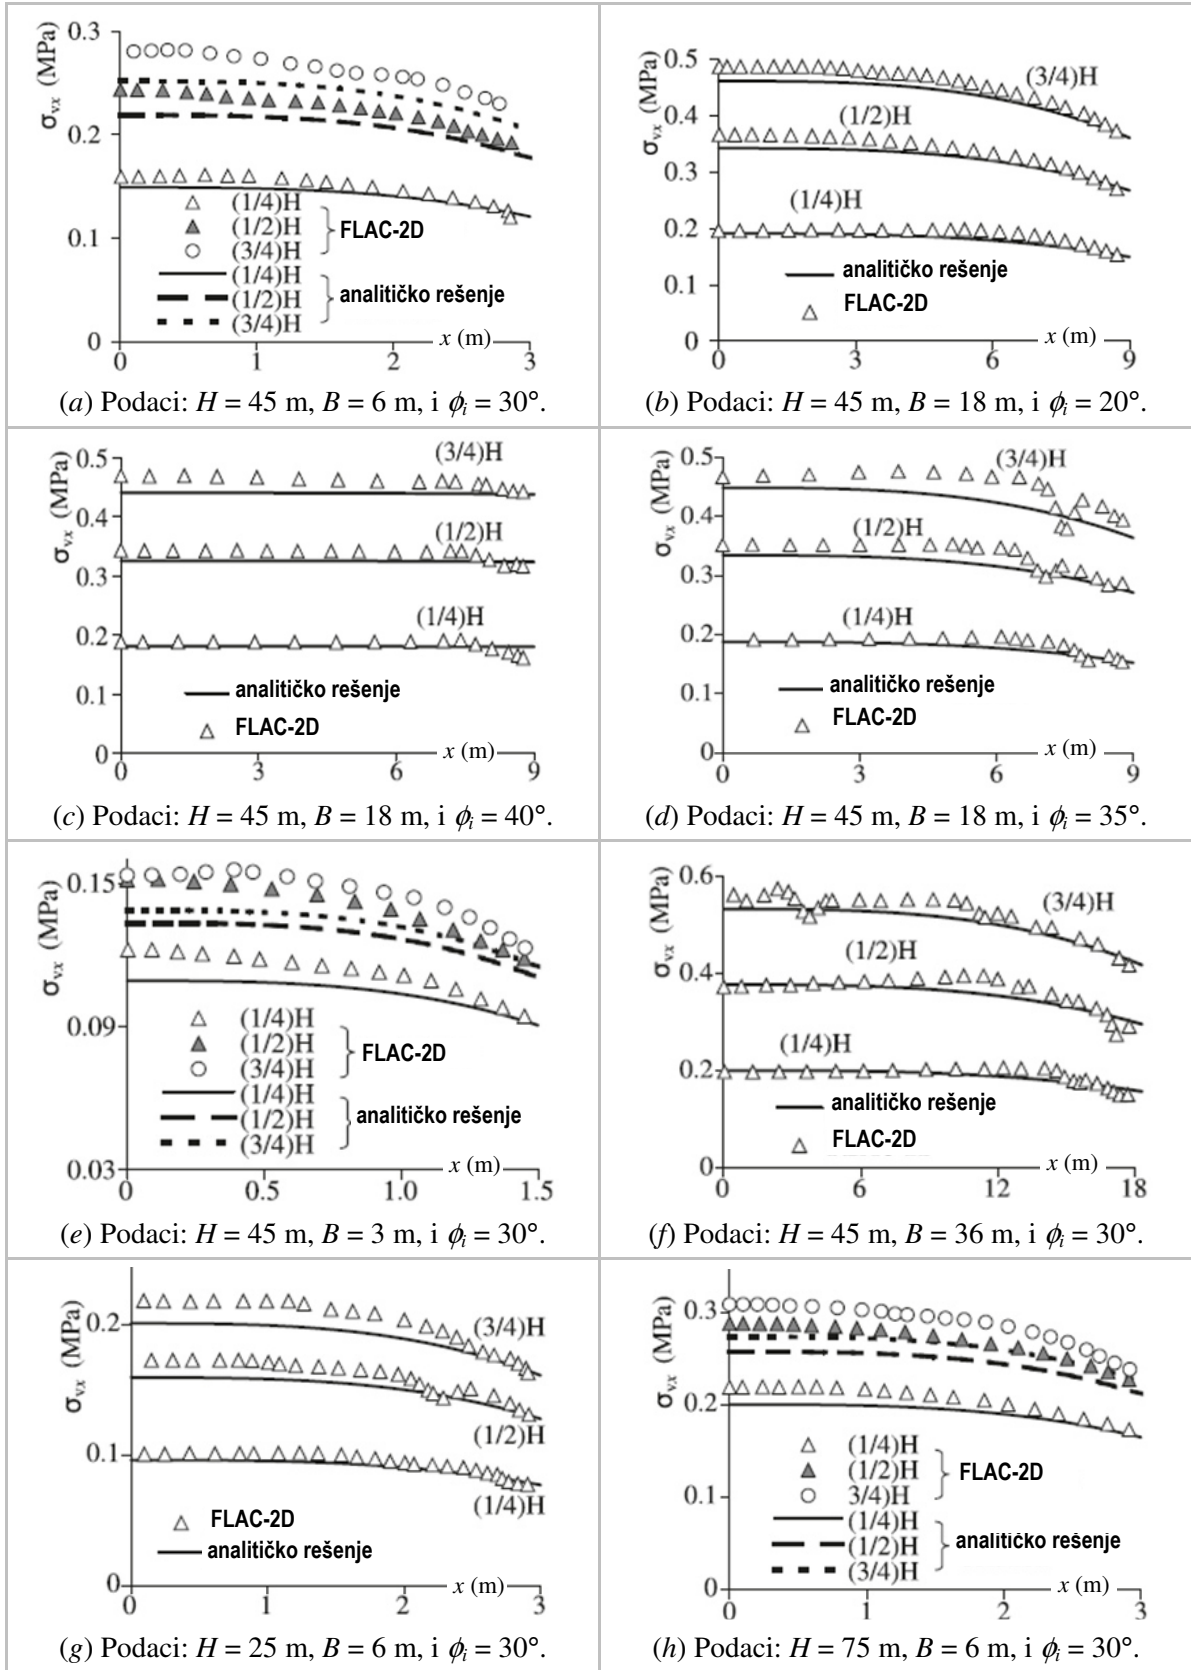 σvx (MPa)
0.3
0.2
0.1
0
(1/4)H
(1/2)H
(3/4)H
FLAC-2D
(1/4)H
(1/2)H
(3/4)H
analitičko rešenje
x (m)
0 1 2 3
(a) Podaci: H = 45 m, B = 6 m, i ϕi = 30°.
σvx (MPa)
0.5
0.4
0.3
0.2
0.1
0
(3/4)H
(1/2)H
(1/4)H
analitičko rešenje
FLAC-2D
x (m)
0 3 6 9
(b) Podaci: H = 45 m, B = 18 m, i ϕi = 20°.
σvx (MPa)
0.5
0.4
0.3
0.2
0.1
0
(3/4)H
(1/2)H
(1/4)H
analitičko rešenje
FLAC-2D
x (m)
0 3 6 9
(c) Podaci: H = 45 m, B = 18 m, i ϕi = 40°.
σvx (MPa)
0.5
0.4
0.3
0.2
0.1
0
(3/4)H
(1/2)H
(1/4)H
analitičko rešenje
FLAC-2D
x (m)
0 3 6 9
(d) Podaci: H = 45 m, B = 18 m, i ϕi = 35°.
σvx (MPa)
0.15
0.09
0.03
(1/4)H
(1/2)H
(3/4)H
FLAC-2D
(1/4)H
(1/2)H
(3/4)H
analitičko rešenje
x (m)
0 0.5 1.0 1.5
(e) Podaci: H = 45 m, B = 3 m, i ϕi = 30°.
σvx (MPa)
0.6
0.4
0.2
0
(3/4)H
(1/2)H
(1/4)H
analitičko rešenje
FLAC-2D
x (m)
0 6 12 18
(f) Podaci: H = 45 m, B = 36 m, i ϕi = 30°.
σvx (MPa)
0.2
0.1
0
(3/4)H
(1/2)H
(1/4)H
FLAC-2D
analitičko rešenje
x (m)
0 1 2 3
(g) Podaci: H = 25 m, B = 6 m, i ϕi = 30°.
σvx (MPa)
0.3
0.2
0.1
0
(1/4)H
(1/2)H
3/4)H
FLAC-2D
(1/4)H
(1/2)H
(3/4)H
analitičko rešenje
x (m)
0 1 2 3
(h) Podaci: H = 75 m, B = 6 m, i ϕi = 30°.